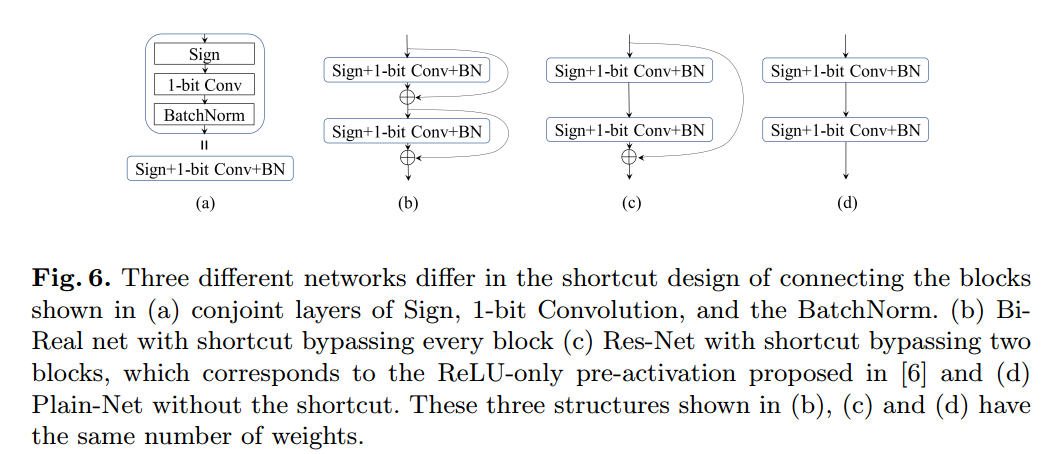 Sign
1-bit Conv
BatchNorm
Sign+1-bit Conv+BN
(a)
Sign+1-bit Conv+BN
Sign+1-bit Conv+BN
(b)
Sign+1-bit Conv+BN
Sign+1-bit Conv+BN
(c)
Sign+1-bit Conv+BN
Sign+1-bit Conv+BN
(d)
Fig. 6. Three different networks differ in the shortcut design of connecting the blocks
shown in (a) conjoint layers of Sign, 1-bit Convolution, and the BatchNorm. (b) Bi-
Real net with shortcut bypassing every block (c) Res-Net with shortcut bypassing two
blocks, which corresponds to the ReLU-only pre-activation proposed in [6] and (d)
Plain-Net without the shortcut. These three structures shown in (b), (c) and (d) have
the same number of weights.